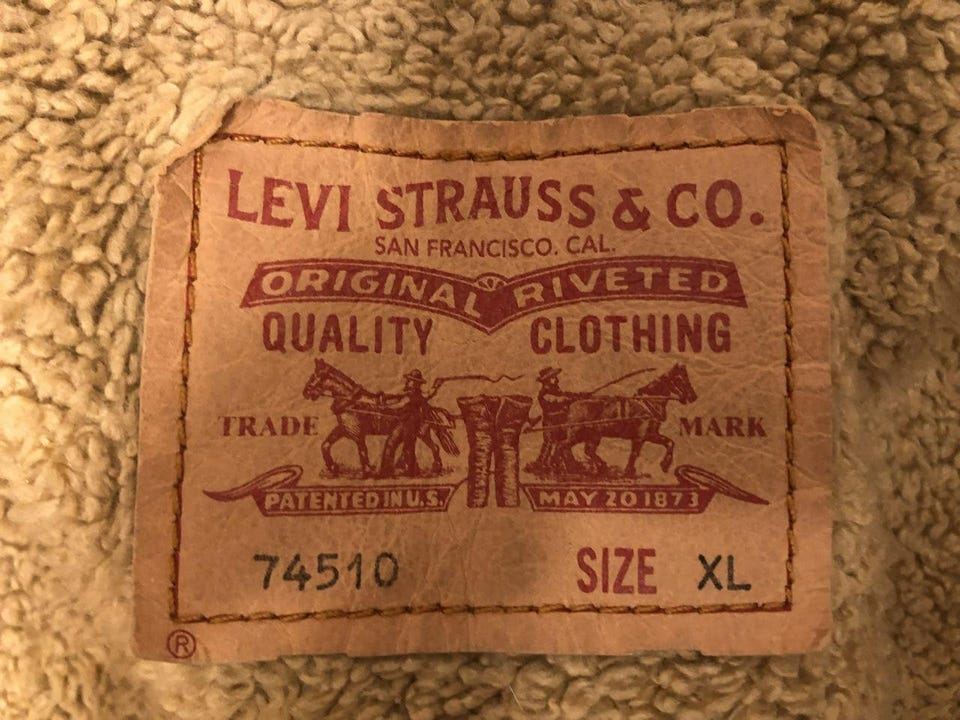 LEVI STRAUSS & CO.
SAN FRANCISCO. CAL.
ORIGINAL RIVETED
QUALITY CLOTHING
TRADE MARK
PATENTED IN U.S. MAY 20 1873
74510 SIZE XL
®